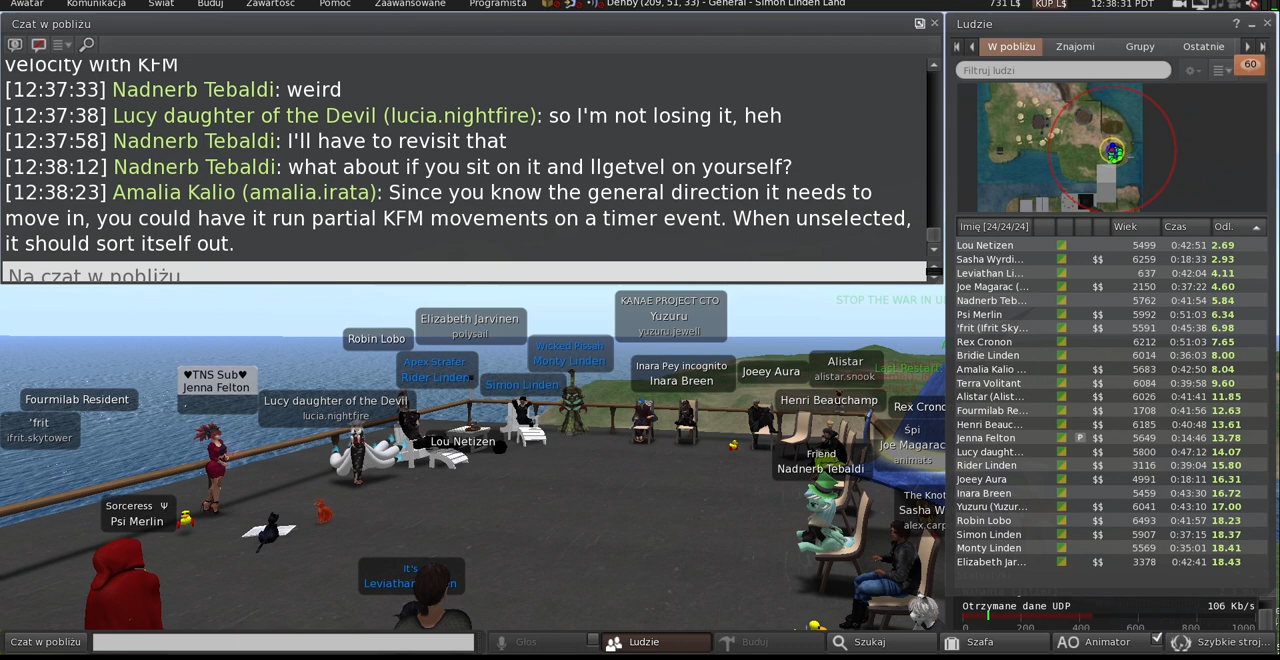 Awatar Komunikacja Świat Buduj Zawartość Pomoc Zaawansowane Programista Denby (209, 51, 33) - General - Simon Linden Land 731 L$ KUP L$ 12:38:31 PDT
Czat w pobliżu
velocity with KFM
[12:37:33] Nadnerb Tebaldi: weird
[12:37:38] Lucy daughter of the Devil (lucia.nightfire): so I'm not losing it, heh
[12:37:58] Nadnerb Tebaldi: I'll have to revisit that
[12:38:12] Nadnerb Tebaldi: what about if you sit on it and llgetvel on yourself?
[12:38:23] Amalia Kalio (amalia.irata): Since you know the general direction it needs to
move in, you could have it run partial KFM movements on a timer event. When unselected,
it should sort itself out.
Na czat w pobliżu
STOP THE WAR IN U
KANAE PROJECT CTO
Yuzuru
yuzuru.jewell
Elizabeth Jarvinen
polysail
Robin Lobo
Wicked Pissah
Monty Linden
Apex Strafer
Rider Linden
Simon Linden
Inara Pey incognito
Inara Breen
Joeey Aura
Alistar
alistar.snook
Last Restart:
♥TNS Sub♥
Jenna Felton
.
Fourmilab Resident
Lucy daughter of the Devil
lucia.nightfire
Henri Beauchamp
Rex Cron
'frit
ifrit.skytower
Lou Netizen
Śpi
Joe Magarac
animats
Friend
Nadnerb Tebaldi
Sorceress Ψ
Psi Merlin
The Knot
Sasha W
alex.carp
It's
Leviathan en
Ludzie
W pobliżu Znajomi Grupy Ostatnie
60
Filtruj ludzi
Imię [24/24/24] Wiek Czas Odl.
Lou Netizen 5499 0:42:51 2.69
Sasha Wyrdi... $$ 6259 0:18:33 2.93
Leviathan Li... 637 0:42:04 4.11
Joe Magarac (... $$ 2150 0:37:22 4.60
Nadnerb Teb... 5762 0:41:54 5.84
Psi Merlin $$ 5992 0:51:03 6.34
'frit (Ifrit Sky... $$ 5591 0:45:38 6.98
Rex Cronon 6212 0:51:03 7.65
Bridie Linden 6014 0:36:03 8.00
Amalia Kalio ... $$ 5683 0:42:50 8.04
Terra Volitant $$ 6084 0:39:58 9.60
Alistar (Alist... $$ 6026 0:41:41 11.85
Fourmilab Re... $$ 1708 0:41:56 12.63
Henri Beauc... $$ 6185 0:40:48 13.61
Jenna Felton P $$ 5649 0:14:46 13.78
Lucy daught... $$ 5800 0:47:12 14.07
Rider Linden $$ 3116 0:39:04 15.80
Joeey Aura $$ 4991 0:18:11 16.31
Inara Breen 5459 0:43:30 16.72
Yuzuru (Yuzur... $$ 6041 0:43:10 17.00
Robin Lobo $$ 6493 0:41:57 18.23
Simon Linden $$ 5907 0:37:15 18.37
Monty Linden 5569 0:35:01 18.41
Elizabeth Jar... $$ 3378 0:42:41 18.43
Otrzymane dane UDP 106 Kb/s
0 200 400 600 800 1000
Czat w pobliżu Głos Ludzie Buduj Szukaj Szafa AO Animator Szybkie stroj...